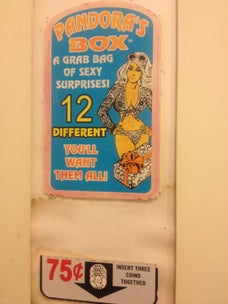 PANDORA'S
BOX
A GRAB BAG
OF SEXY
SURPRISES!
12
DIFFERENT
YOU'LL
WANT
THEM ALL!
75¢
INSERT THREE
COINS
TOGETHER